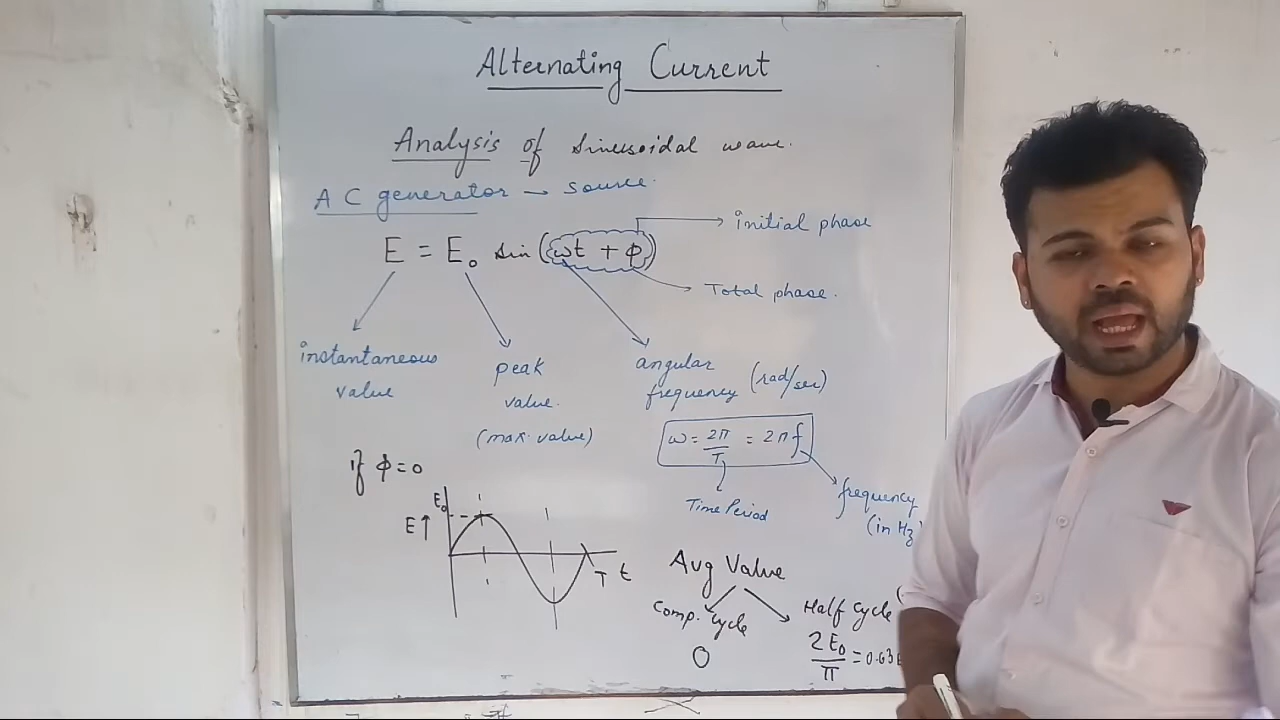 Alternating Current
Analysis of sinusoidal wave.
AC generator → source.
E = E₀ sin (ωt + φ)
initial phase
Total phase.
instantaneous
value
peak
value.
(max. value)
angular
frequency (rad/sec)
ω = 2π/T = 2πf
Time Period
frequency
(in Hz)
if φ = 0
E₀
E↑
T t
Avg Value
Comp. cycle
0
Half cycle (
2E₀/π = 0.63